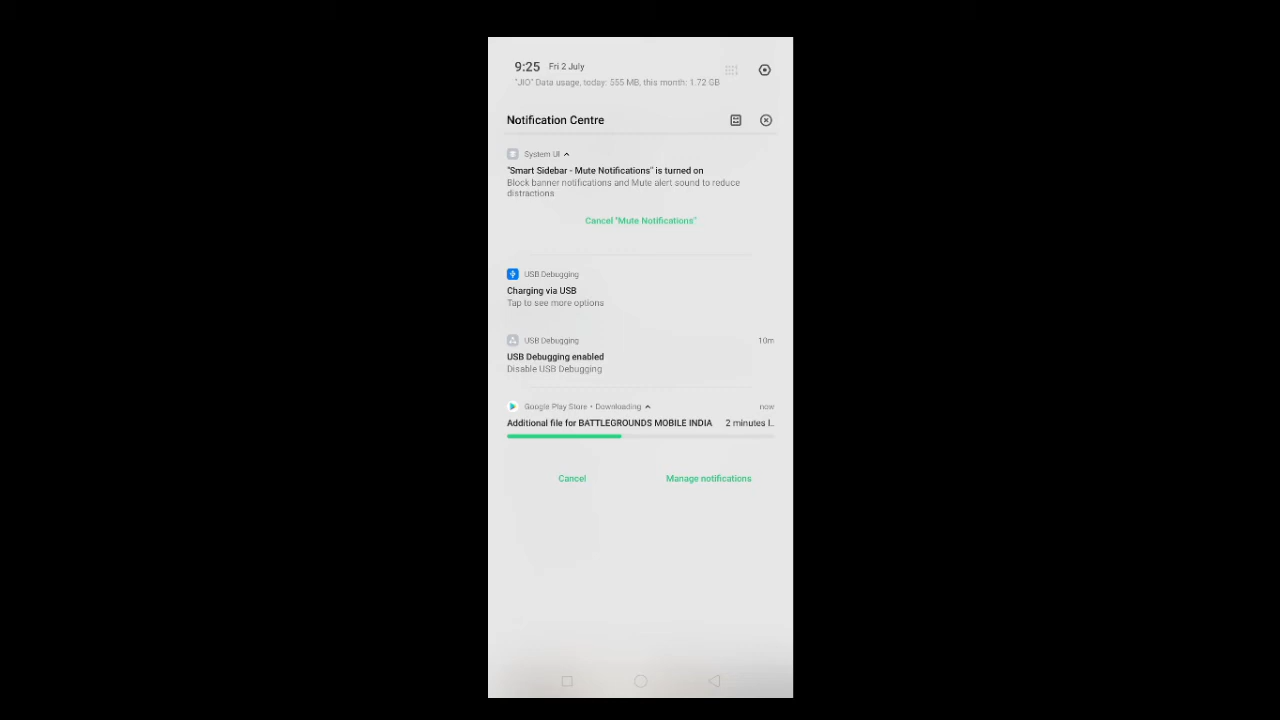 9:25 Fri 2 July
"JIO" Data usage, today: 555 MB, this month: 1.72 GB
Notification Centre
System UI
"Smart Sidebar - Mute Notifications" is turned on
Block banner notifications and Mute alert sound to reduce
distractions
Cancel "Mute Notifications"
USB Debugging
Charging via USB
Tap to see more options
USB Debugging 10m
USB Debugging enabled
Disable USB Debugging
Google Play Store • Downloading now
Additional file for BATTLEGROUNDS MOBILE INDIA 2 minutes l..
Cancel Manage notifications